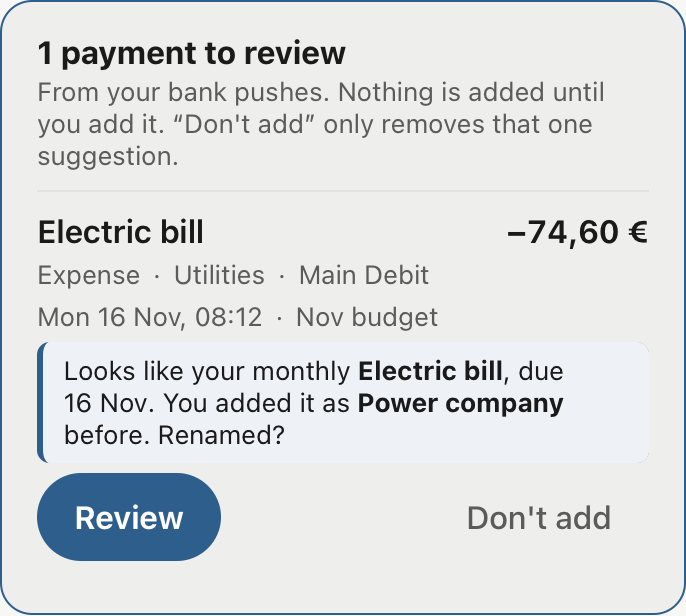 1 payment to review
From your bank pushes. Nothing is added until
you add it. “Don't add” only removes that one
suggestion.
Electric bill −74,60 €
Expense · Utilities · Main Debit
Mon 16 Nov, 08:12 · Nov budget
Looks like your monthly Electric bill, due
16 Nov. You added it as Power company
before. Renamed?
Review Don't add